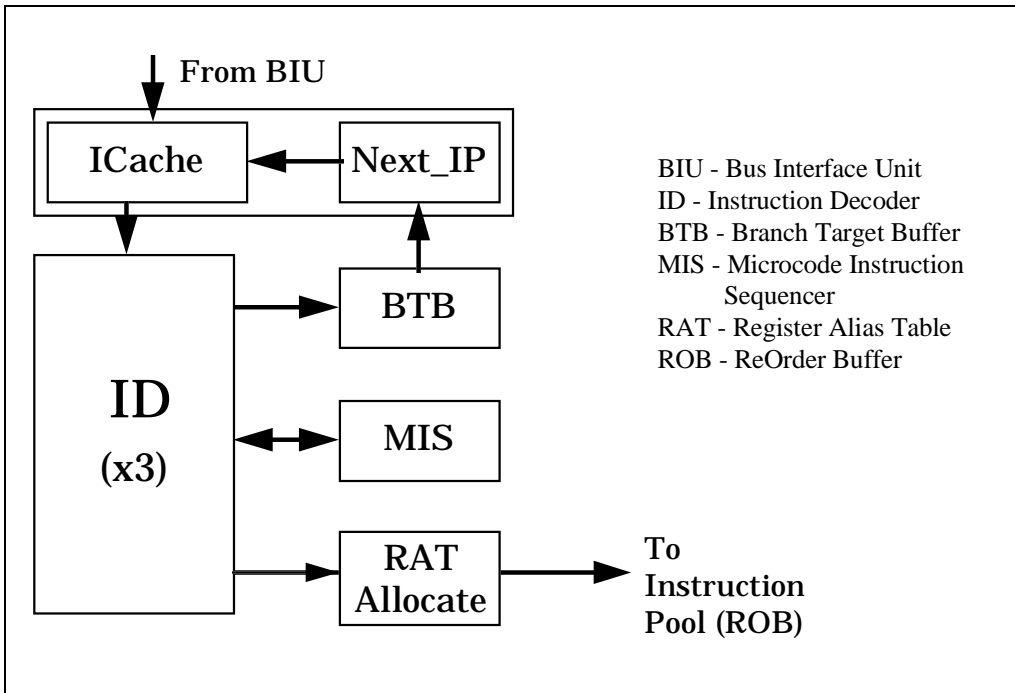 From BIU
ICache
Next_IP
BTB
ID
(x3)
MIS
RAT
Allocate
To
Instruction
Pool (ROB)
BIU - Bus Interface Unit
ID - Instruction Decoder
BTB - Branch Target Buffer
MIS - Microcode Instruction
Sequencer
RAT - Register Alias Table
ROB - ReOrder Buffer